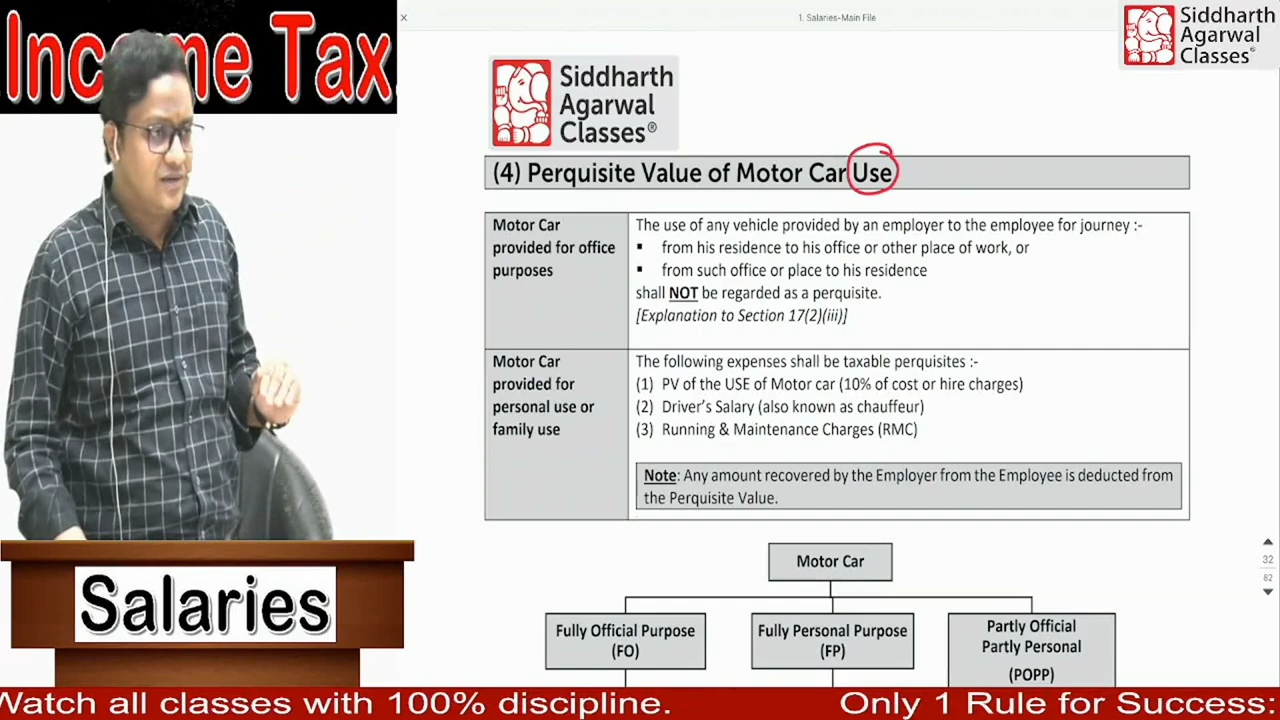 Income Tax
1. Salaries-Main File
Siddharth
Agarwal
Classes®
Siddharth
Agarwal
Classes®
(4) Perquisite Value of Motor Car Use
Motor Car
provided for office
purposes
The use of any vehicle provided by an employer to the employee for journey :-
▪ from his residence to his office or other place of work, or
▪ from such office or place to his residence
shall NOT be regarded as a perquisite.
[Explanation to Section 17(2)(iii)]
Motor Car
provided for
personal use or
family use
The following expenses shall be taxable perquisites :-
(1) PV of the USE of Motor car (10% of cost or hire charges)
(2) Driver's Salary (also known as chauffeur)
(3) Running & Maintenance Charges (RMC)
Note: Any amount recovered by the Employer from the Employee is deducted from
the Perquisite Value.
Motor Car
Fully Official Purpose
(FO)
Fully Personal Purpose
(FP)
Partly Official
Partly Personal
(POPP)
32
82
Salaries
Watch all classes with 100% discipline. Only 1 Rule for Success: